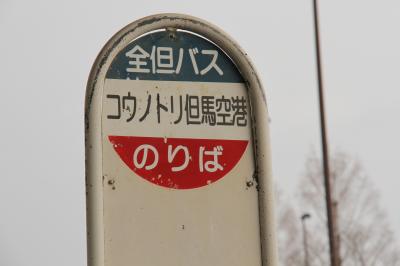 全但バス
コウノトリ但馬空港
のりば